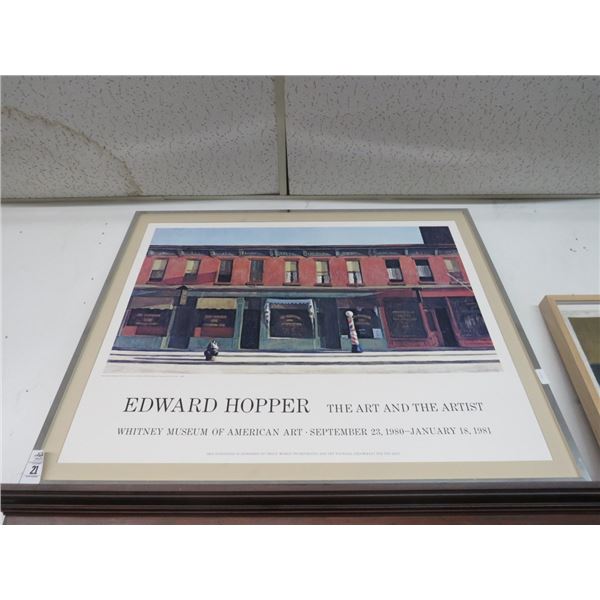 EDWARD HOPPER THE ART AND THE ARTIST
WHITNEY MUSEUM OF AMERICAN ART · SEPTEMBER 23, 1980–JANUARY 18, 1981
21